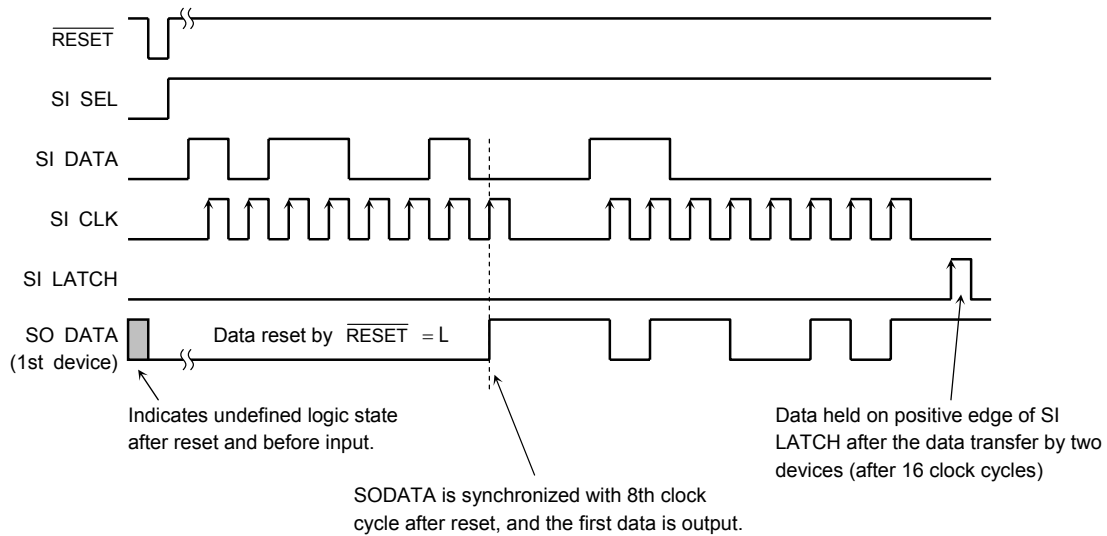 RESET
SI SEL
SI DATA
SI CLK
SI LATCH
SO DATA
(1st device)
Data reset by RESET = L
Indicates undefined logic state
after reset and before input.
Data held on positive edge of SI
LATCH after the data transfer by two
devices (after 16 clock cycles)
SODATA is synchronized with 8th clock
cycle after reset, and the first data is output.